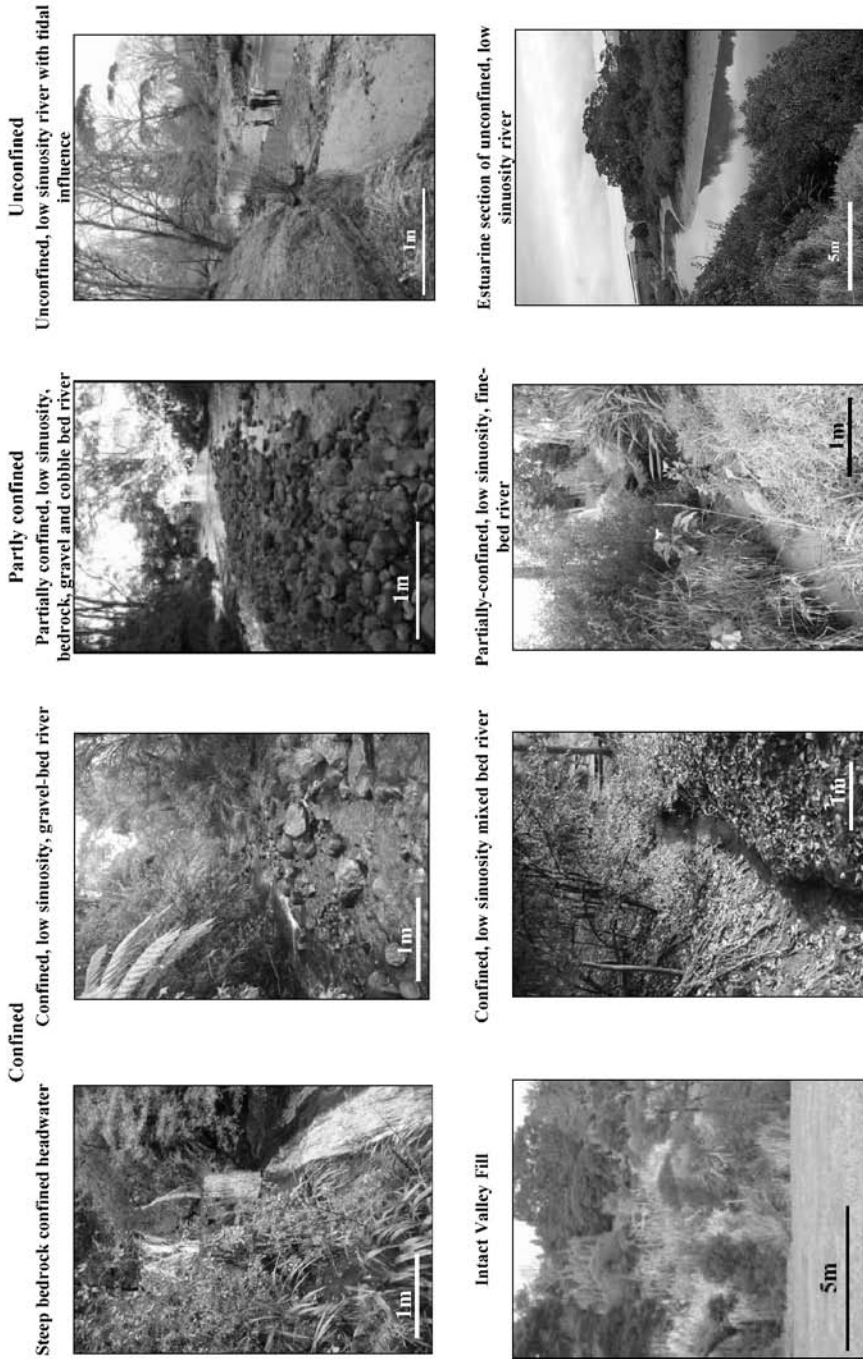 Confined
Partly confined
Unconfined
Steep bedrock confined headwater
Confined, low sinuosity, gravel-bed river
Partially confined, low sinuosity,
bedrock, gravel and cobble bed river
Unconfined, low sinuosity river with tidal
influence
1m
1m
1m
1m
Intact Valley Fill
Confined, low sinuosity mixed bed river
Partially-confined, low sinuosity, fine-
bed river
Estuarine section of unconfined, low
sinuosity river
5m
1m
1m
5m